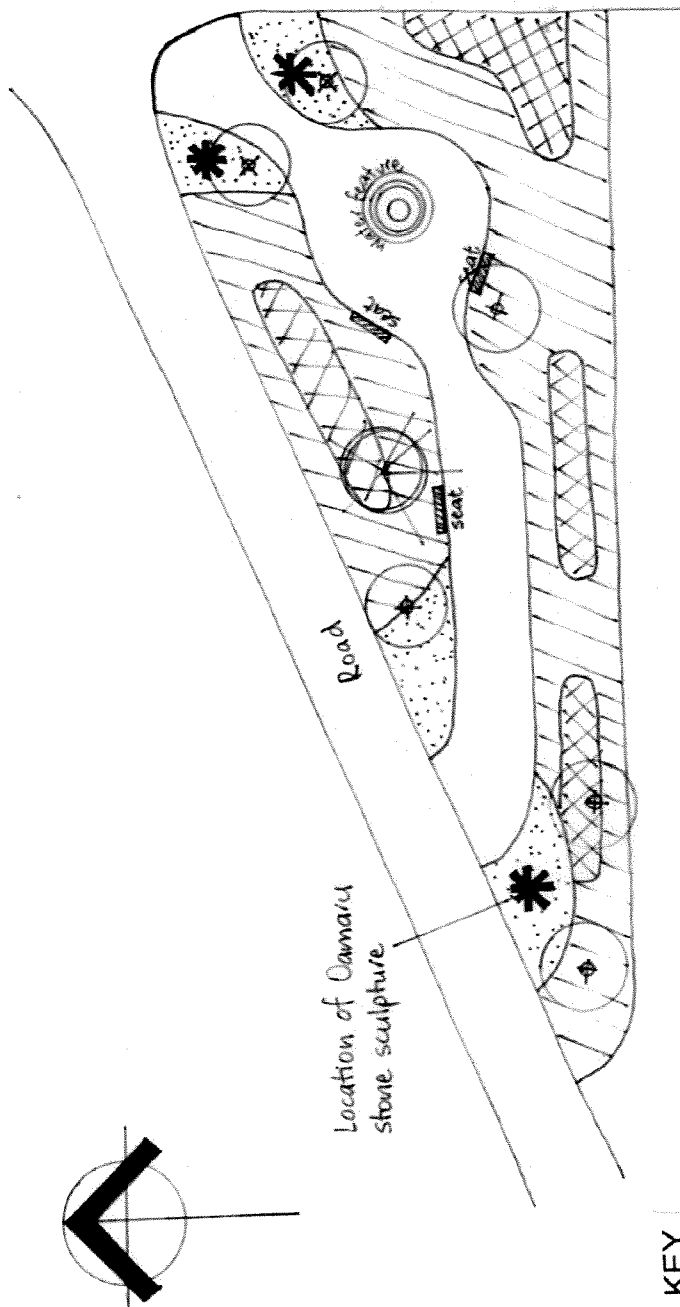 water feature
seat
seat
seat
Road
Location of Oamaru
stone sculpture
KEY